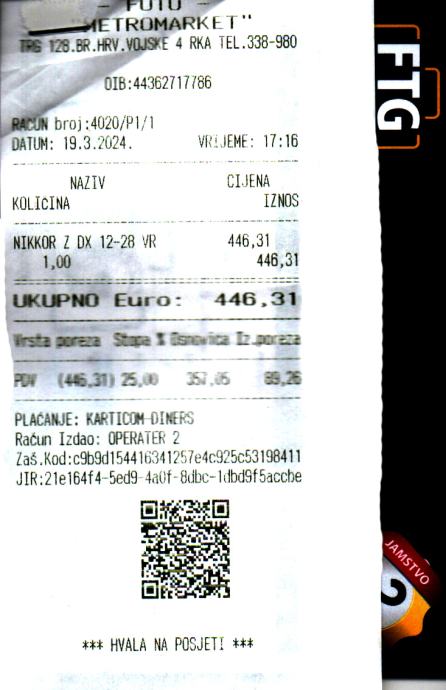 - FOTO -
"METROMARKET"
TRG 128.BR.HRV.VOJSKE 4 RKA TEL.338-980
OIB:44362717786
RAČUN broj:4020/P1/1
DATUM: 19.3.2024. VRIJEME: 17:16
NAZIV CIJENA
KOLIČINA IZNOS
NIKKOR Z DX 12-28 VR 446,31
1,00 446,31
UKUPNO Euro: 446,31
Vrsta poreza Stopa % Osnovica Iz.poreza
PDV (446,31) 25,00 357,05 89,26
PLAĆANJE: KARTICOM-DINERS
Račun Izdao: OPERATER 2
Zaš.Kod:c9b9d154416341257e4c925c53198411
JIR:21e164f4-5ed9-4a0f-8dbc-1dbd9f5accbe
*** HVALA NA POSJETI ***
FTG
JAMSTVO
2